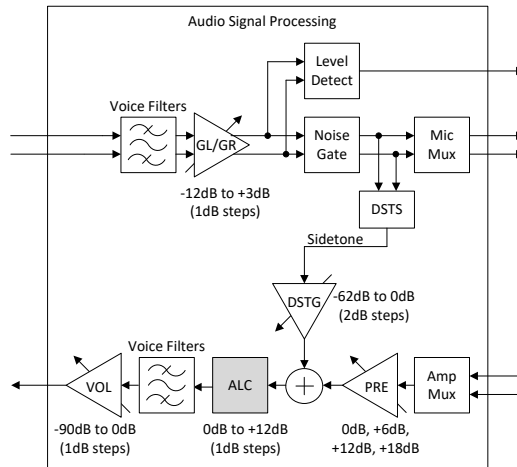 Audio Signal Processing
Level
Detect
Voice Filters
GL/GR
Noise
Gate
Mic
Mux
-12dB to +3dB
(1dB steps)
DSTS
Sidetone
DSTG
-62dB to 0dB
(2dB steps)
Voice Filters
VOL
ALC
PRE
Amp
Mux
-90dB to 0dB
(1dB steps)
0dB to +12dB
(1dB steps)
0dB, +6dB,
+12dB, +18dB